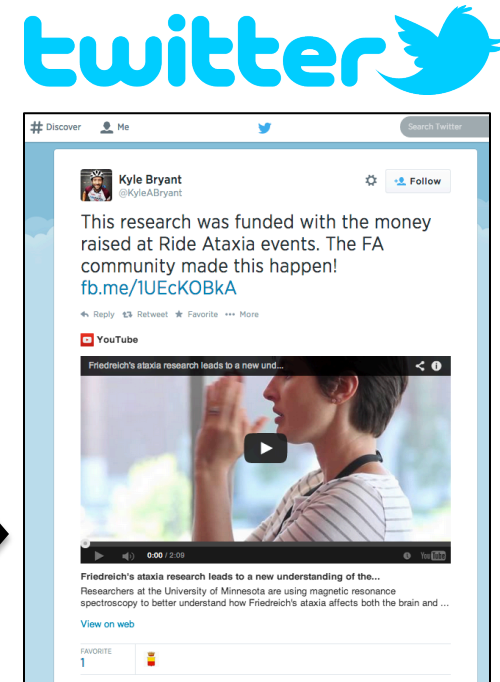 twitter
# Discover Me Search Twitter
Kyle Bryant
@KyleABryant
Follow
This research was funded with the money
raised at Ride Ataxia events. The FA
community made this happen!
fb.me/1UEcKOBkA
Reply Retweet Favorite ••• More
YouTube
Friedreich's ataxia research leads to a new und...
0:00 / 2:09 YouTube
Friedreich's ataxia research leads to a new understanding of the...
Researchers at the University of Minnesota are using magnetic resonance
spectroscopy to better understand how Friedreich's ataxia affects both the brain and ...
View on web
FAVORITE
1